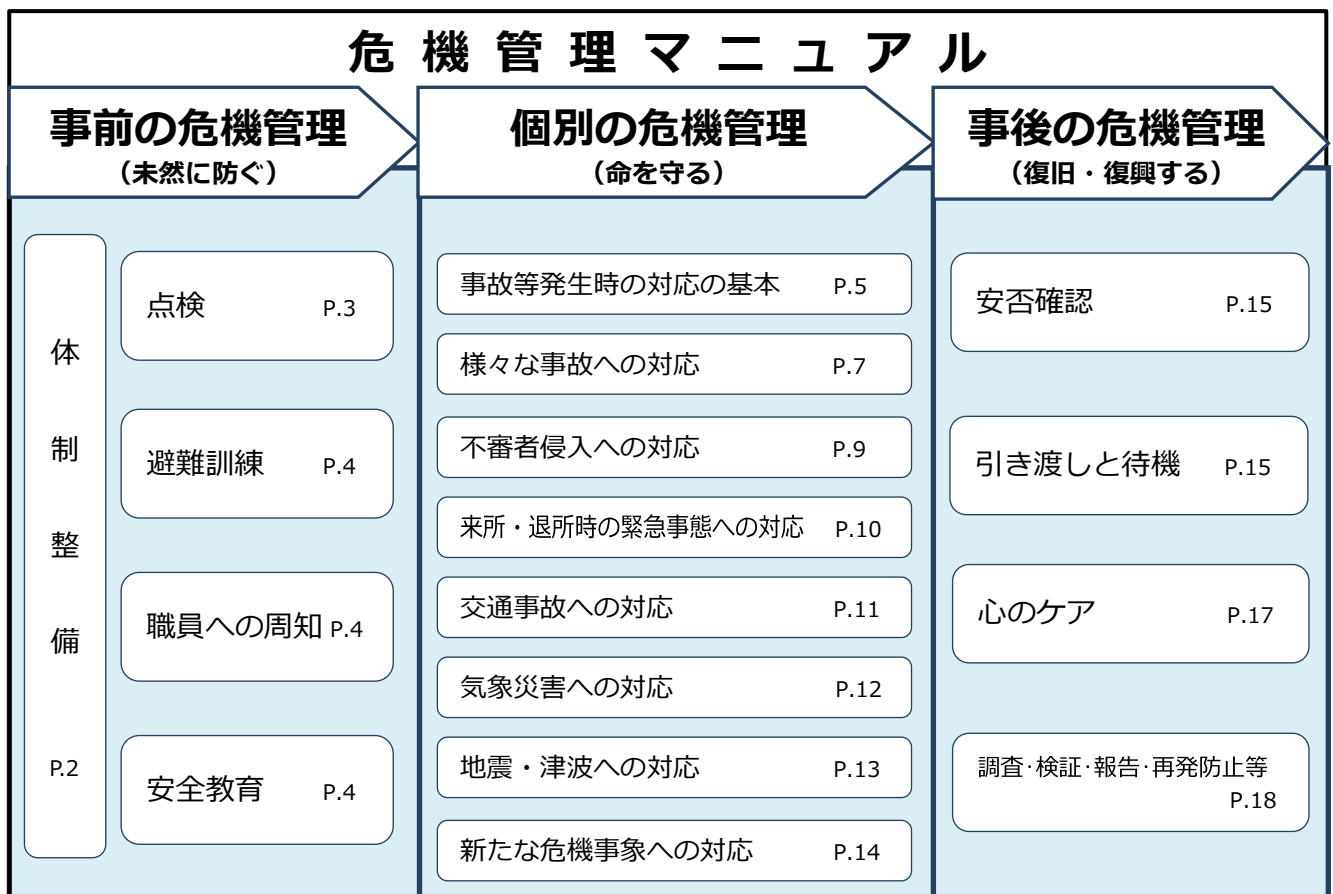 危機管理マニュアル
事前の危機管理
（未然に防ぐ）
体制整備 P.2
点検 P.3
避難訓練 P.4
職員への周知 P.4
安全教育 P.4
個別の危機管理
（命を守る）
事故等発生時の対応の基本 P.5
様々な事故への対応 P.7
不審者侵入への対応 P.9
来所・退所時の緊急事態への対応 P.10
交通事故への対応 P.11
気象災害への対応 P.12
地震・津波への対応 P.13
新たな危機事象への対応 P.14
事後の危機管理
（復旧・復興する）
安否確認 P.15
引き渡しと待機 P.15
心のケア P.17
調査･検証･報告･再発防止等
P.18